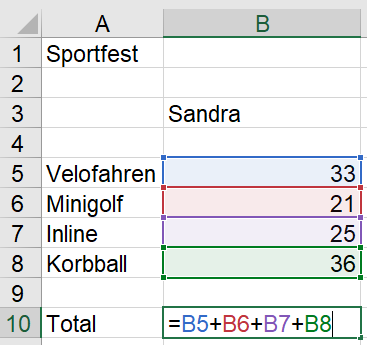 A B
1 Sportfest
2
3 Sandra
4
5 Velofahren 33
6 Minigolf 21
7 Inline 25
8 Korbball 36
9
10 Total =B5+B6+B7+B8